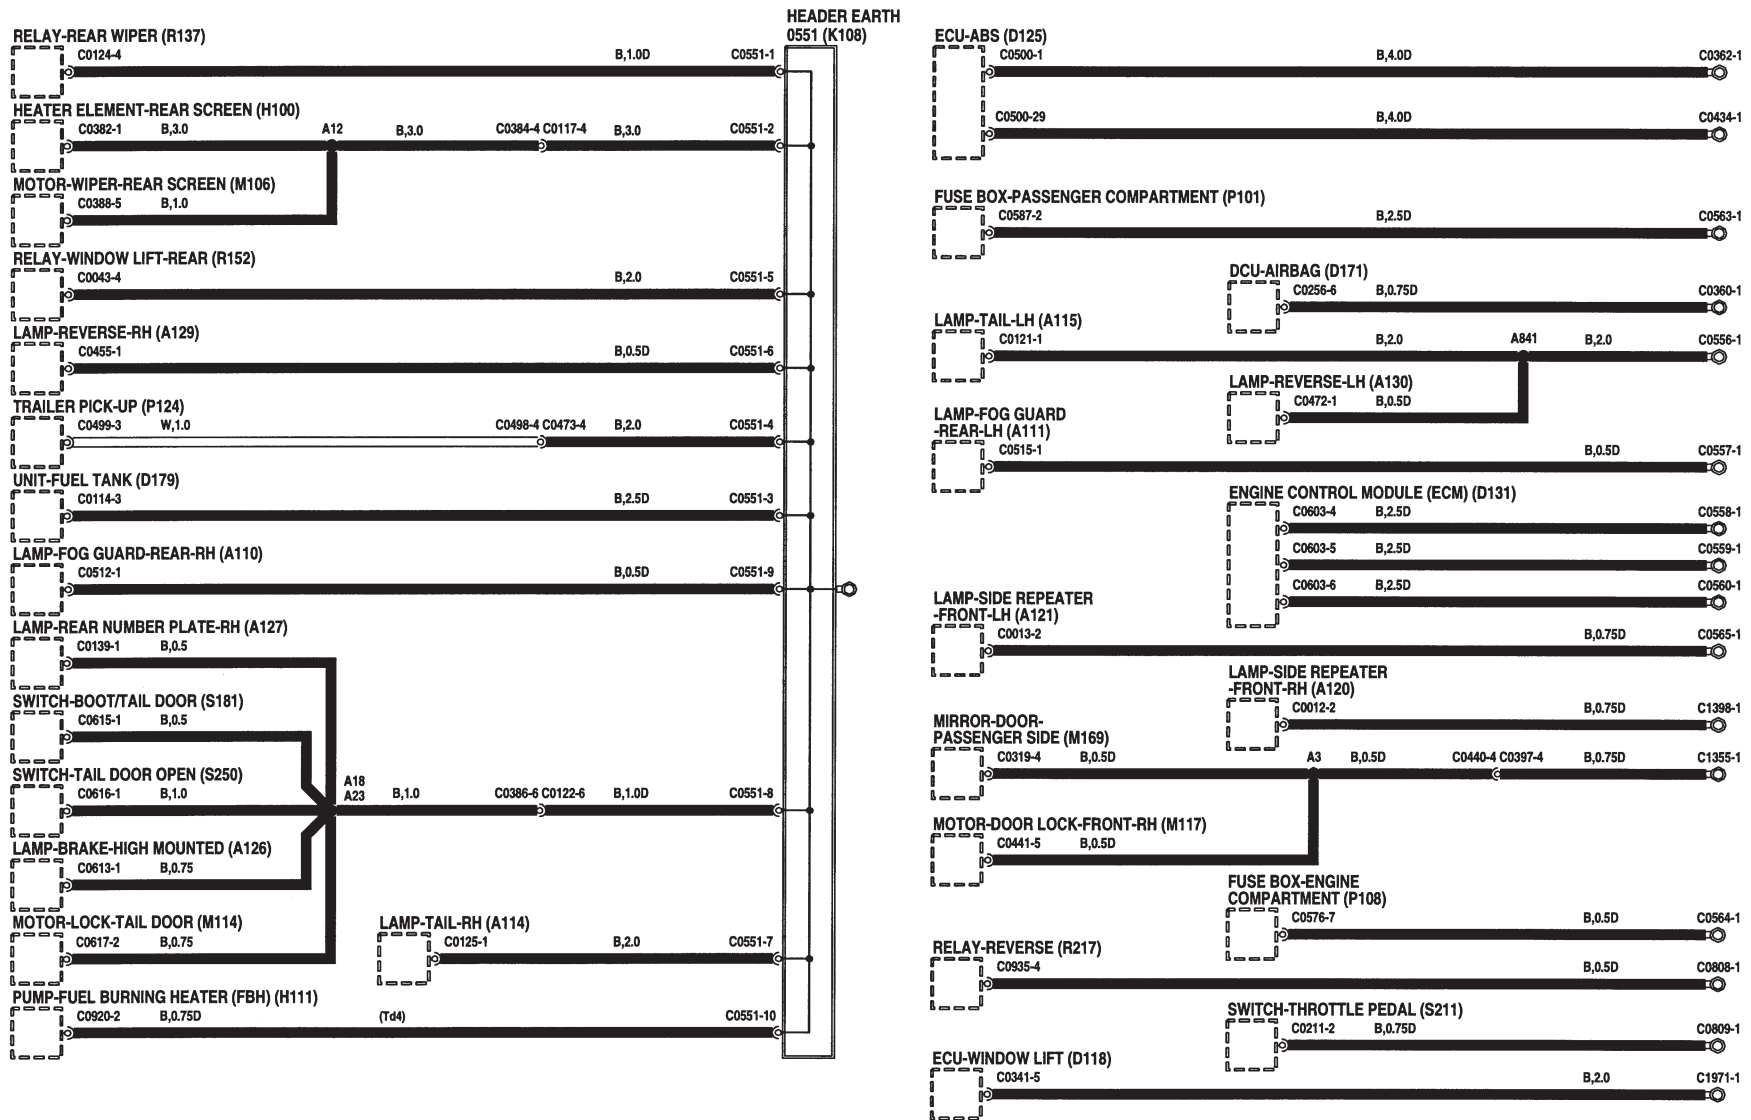 HEADER EARTH
0551 (K108)
RELAY-REAR WIPER (R137)
C0124-4 B,1.0D C0551-1
HEATER ELEMENT-REAR SCREEN (H100)
C0382-1 B,3.0 A12 B,3.0 C0384-4 C0117-4 B,3.0 C0551-2
MOTOR-WIPER-REAR SCREEN (M106)
C0388-5 B,1.0
RELAY-WINDOW LIFT-REAR (R152)
C0043-4 B,2.0 C0551-5
LAMP-REVERSE-RH (A129)
C0455-1 B,0.5D C0551-6
TRAILER PICK-UP (P124)
C0499-3 W,1.0 C0498-4 C0473-4 B,2.0 C0551-4
UNIT-FUEL TANK (D179)
C0114-3 B,2.5D C0551-3
LAMP-FOG GUARD-REAR-RH (A110)
C0512-1 B,0.5D C0551-9
LAMP-REAR NUMBER PLATE-RH (A127)
C0139-1 B,0.5
SWITCH-BOOT/TAIL DOOR (S181)
C0615-1 B,0.5
SWITCH-TAIL DOOR OPEN (S250)
A18
C0616-1 B,1.0 A23 B,1.0 C0386-6 C0122-6 B,1.0D C0551-8
LAMP-BRAKE-HIGH MOUNTED (A126)
C0613-1 B,0.75
MOTOR-LOCK-TAIL DOOR (M114)
C0617-2 B,0.75
LAMP-TAIL-RH (A114)
C0125-1 B,2.0 C0551-7
PUMP-FUEL BURNING HEATER (FBH) (H111)
C0920-2 B,0.75D (Td4) C0551-10
ECU-ABS (D125)
C0500-1 B,4.0D C0362-1
C0500-29 B,4.0D C0434-1
FUSE BOX-PASSENGER COMPARTMENT (P101)
C0587-2 B,2.5D C0563-1
DCU-AIRBAG (D171)
C0256-6 B,0.75D C0360-1
LAMP-TAIL-LH (A115)
C0121-1 B,2.0 A841 B,2.0 C0556-1
LAMP-REVERSE-LH (A130)
C0472-1 B,0.5D
LAMP-FOG GUARD
-REAR-LH (A111)
C0515-1 B,0.5D C0557-1
ENGINE CONTROL MODULE (ECM) (D131)
C0603-4 B,2.5D C0558-1
C0603-5 B,2.5D C0559-1
C0603-6 B,2.5D C0560-1
LAMP-SIDE REPEATER
-FRONT-LH (A121)
C0013-2 B,0.75D C0565-1
LAMP-SIDE REPEATER
-FRONT-RH (A120)
C0012-2 B,0.75D C1398-1
MIRROR-DOOR-
PASSENGER SIDE (M169)
C0319-4 B,0.5D A3 B,0.5D C0440-4 C0397-4 B,0.75D C1355-1
MOTOR-DOOR LOCK-FRONT-RH (M117)
C0441-5 B,0.5D
FUSE BOX-ENGINE
COMPARTMENT (P108)
C0576-7 B,0.5D C0564-1
RELAY-REVERSE (R217)
C0935-4 B,0.5D C0808-1
SWITCH-THROTTLE PEDAL (S211)
C0211-2 B,0.75D C0809-1
ECU-WINDOW LIFT (D118)
C0341-5 B,2.0 C1971-1